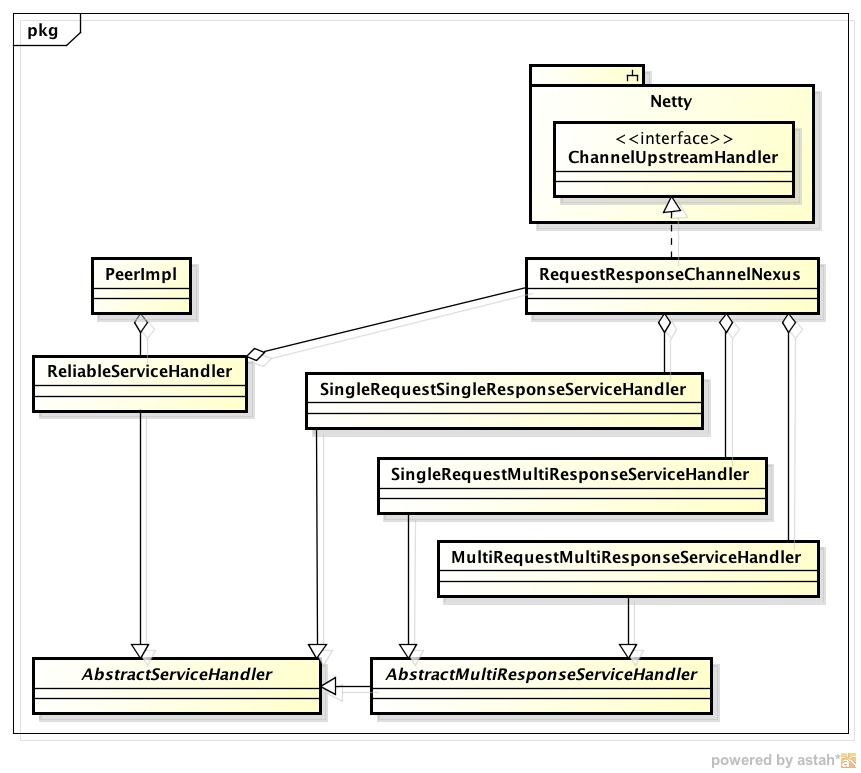 pkg
Netty
<<interface>>
ChannelUpstreamHandler
PeerImpl
RequestResponseChannelNexus
ReliableServiceHandler
SingleRequestSingleResponseServiceHandler
SingleRequestMultiResponseServiceHandler
MultiRequestMultiResponseServiceHandler
AbstractServiceHandler
AbstractMultiResponseServiceHandler
powered by astah*